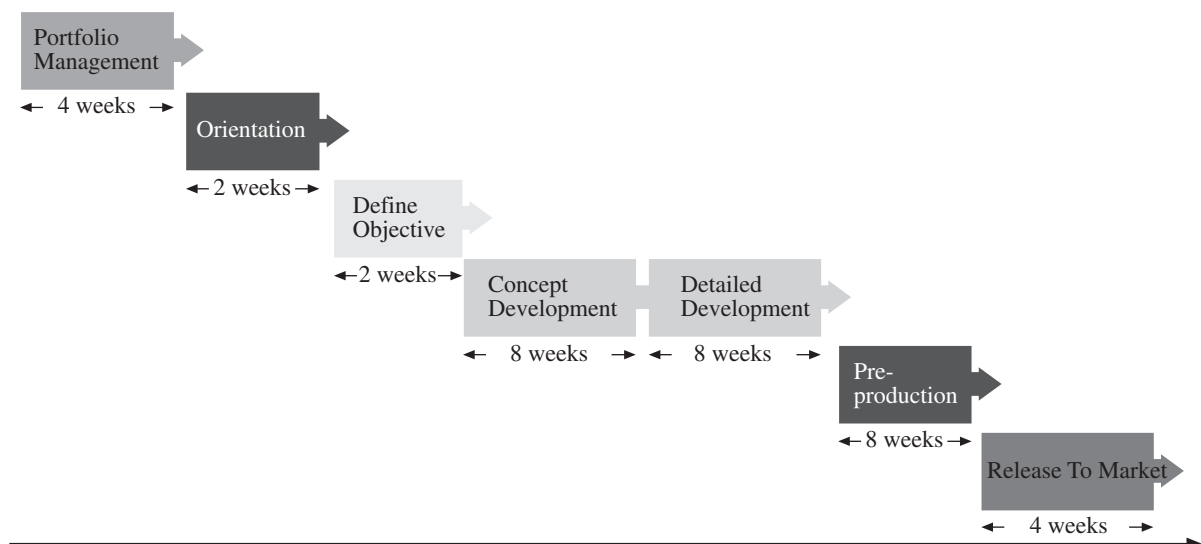 Portfolio
Management
4 weeks
Orientation
2 weeks
Define
Objective
2 weeks
Concept
Development
8 weeks
Detailed
Development
8 weeks
Pre-
production
8 weeks
Release To Market
4 weeks